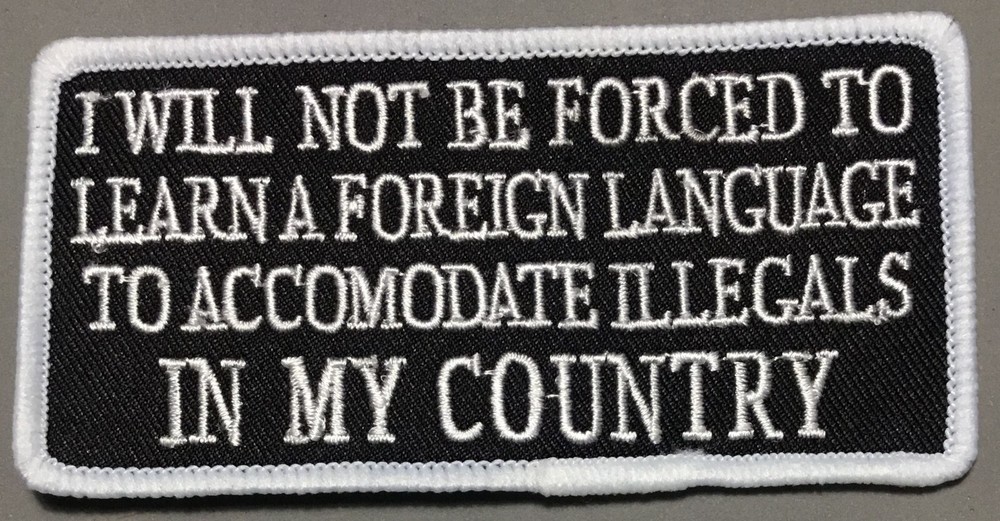 I WILL NOT BE FORCED TO
LEARN A FOREIGN LANGUAGE
TO ACCOMODATE ILLEGALS
IN MY COUNTRY